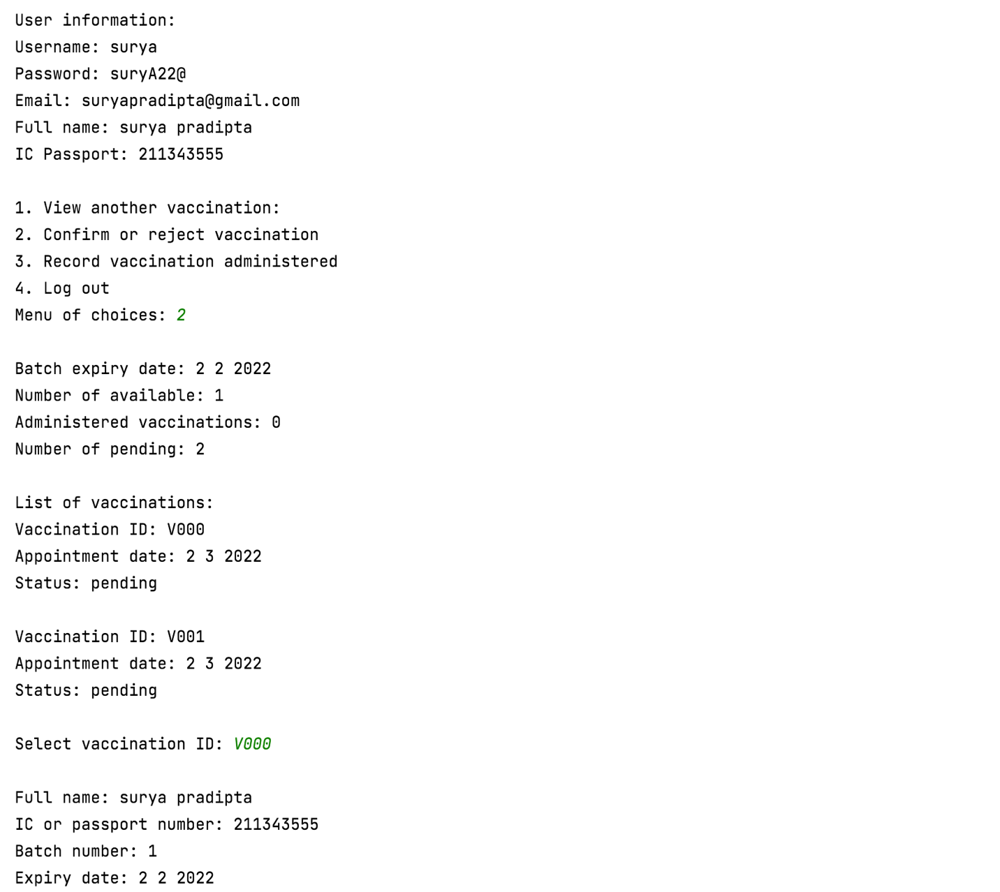 User information:
Username: surya
Password: suryA22@
Email: suryapradipta@gmail.com
Full name: surya pradipta
IC Passport: 211343555
1. View another vaccination:
2. Confirm or reject vaccination
3. Record vaccination administered
4. Log out
Menu of choices: 2
Batch expiry date: 2 2 2022
Number of available: 1
Administered vaccinations: 0
Number of pending: 2
List of vaccinations:
Vaccination ID: V000
Appointment date: 2 3 2022
Status: pending
Vaccination ID: V001
Appointment date: 2 3 2022
Status: pending
Select vaccination ID: V000
Full name: surya pradipta
IC or passport number: 211343555
Batch number: 1
Expiry date: 2 2 2022